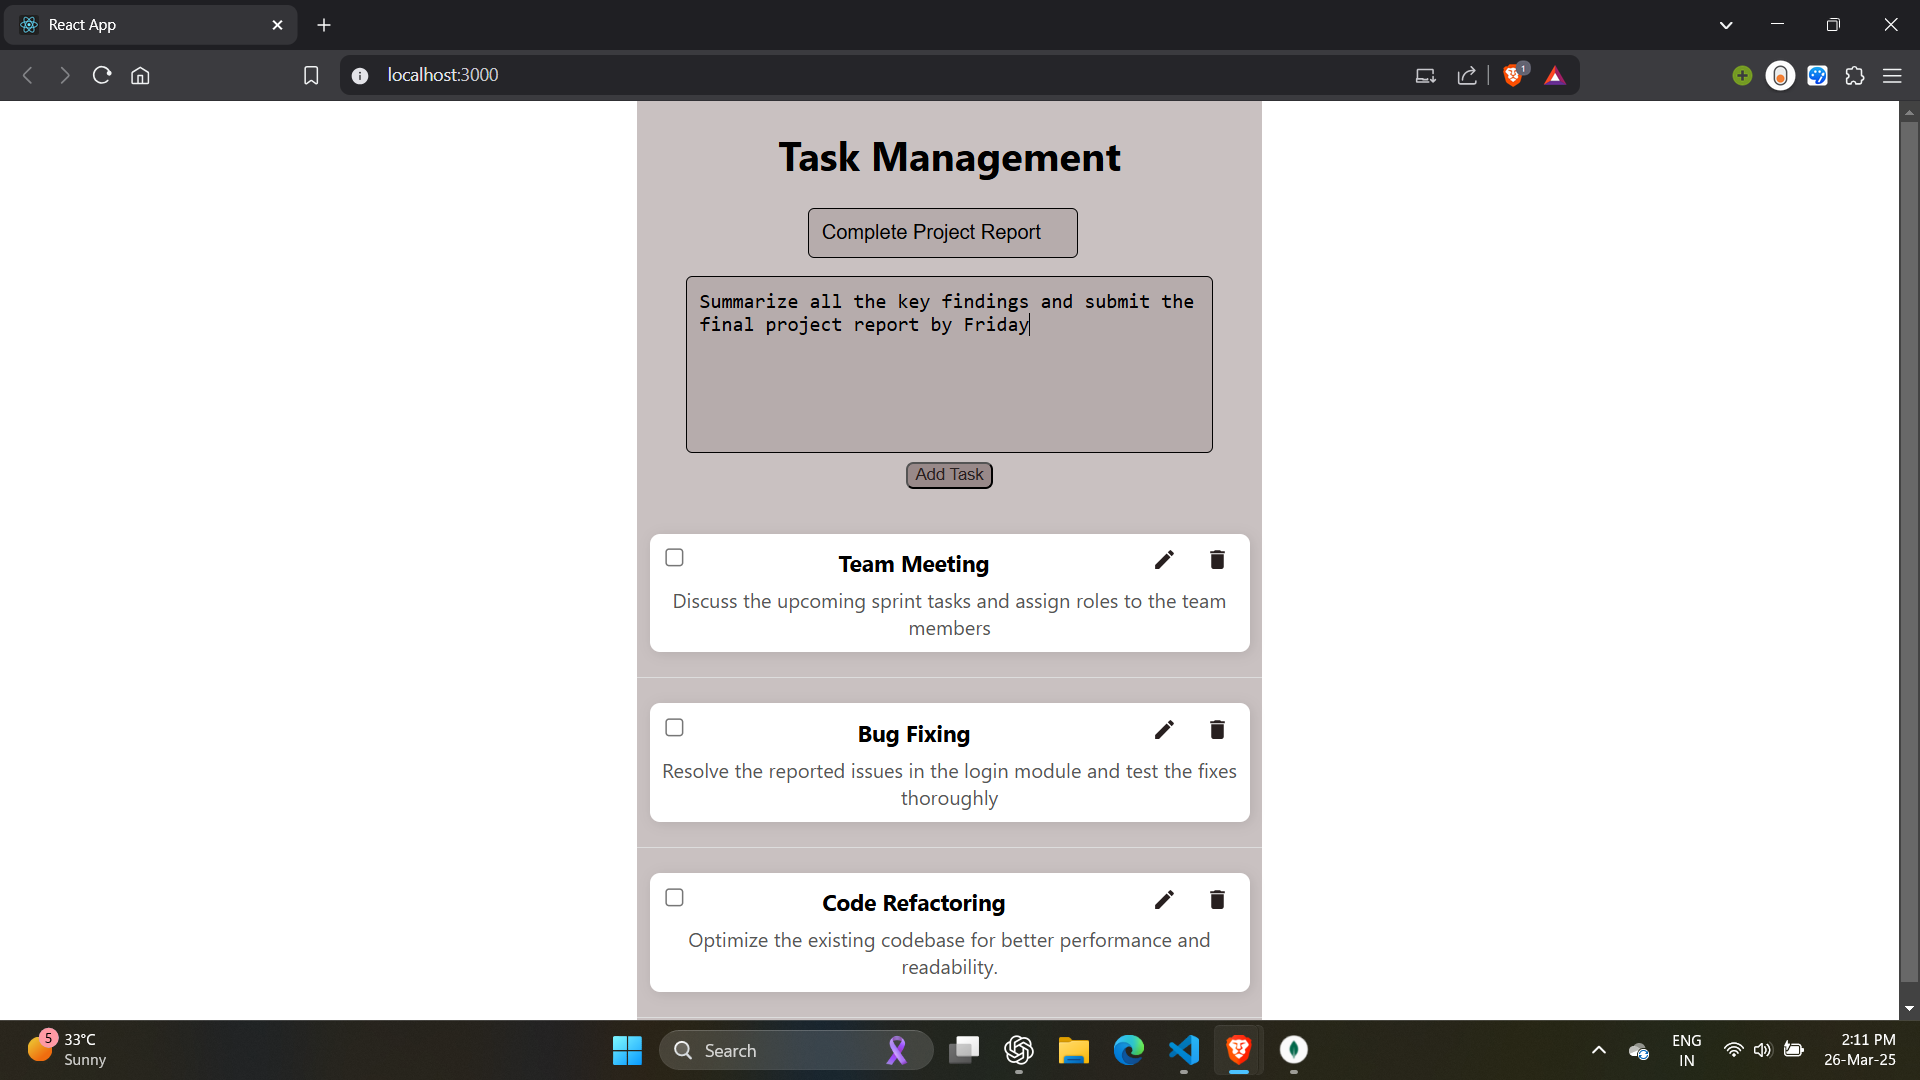 React App
localhost:3000
1
Task Management
Complete Project Report
Summarize all the key findings and submit the
final project report by Friday
Add Task
Team Meeting
Discuss the upcoming sprint tasks and assign roles to the team
members
Bug Fixing
Resolve the reported issues in the login module and test the fixes
thoroughly
Code Refactoring
Optimize the existing codebase for better performance and
readability.
5
33°C
Sunny
Search
ENG
IN
2:11 PM
26-Mar-25